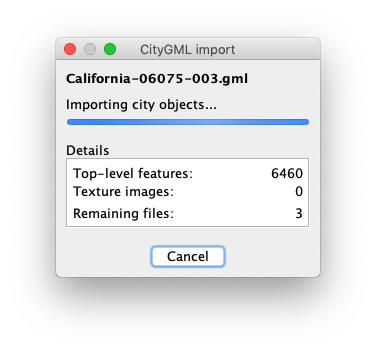 CityGML import
California-06075-003.gml
Importing city objects...
Details
Top-level features: 6460
Texture images: 0
Remaining files: 3
Cancel